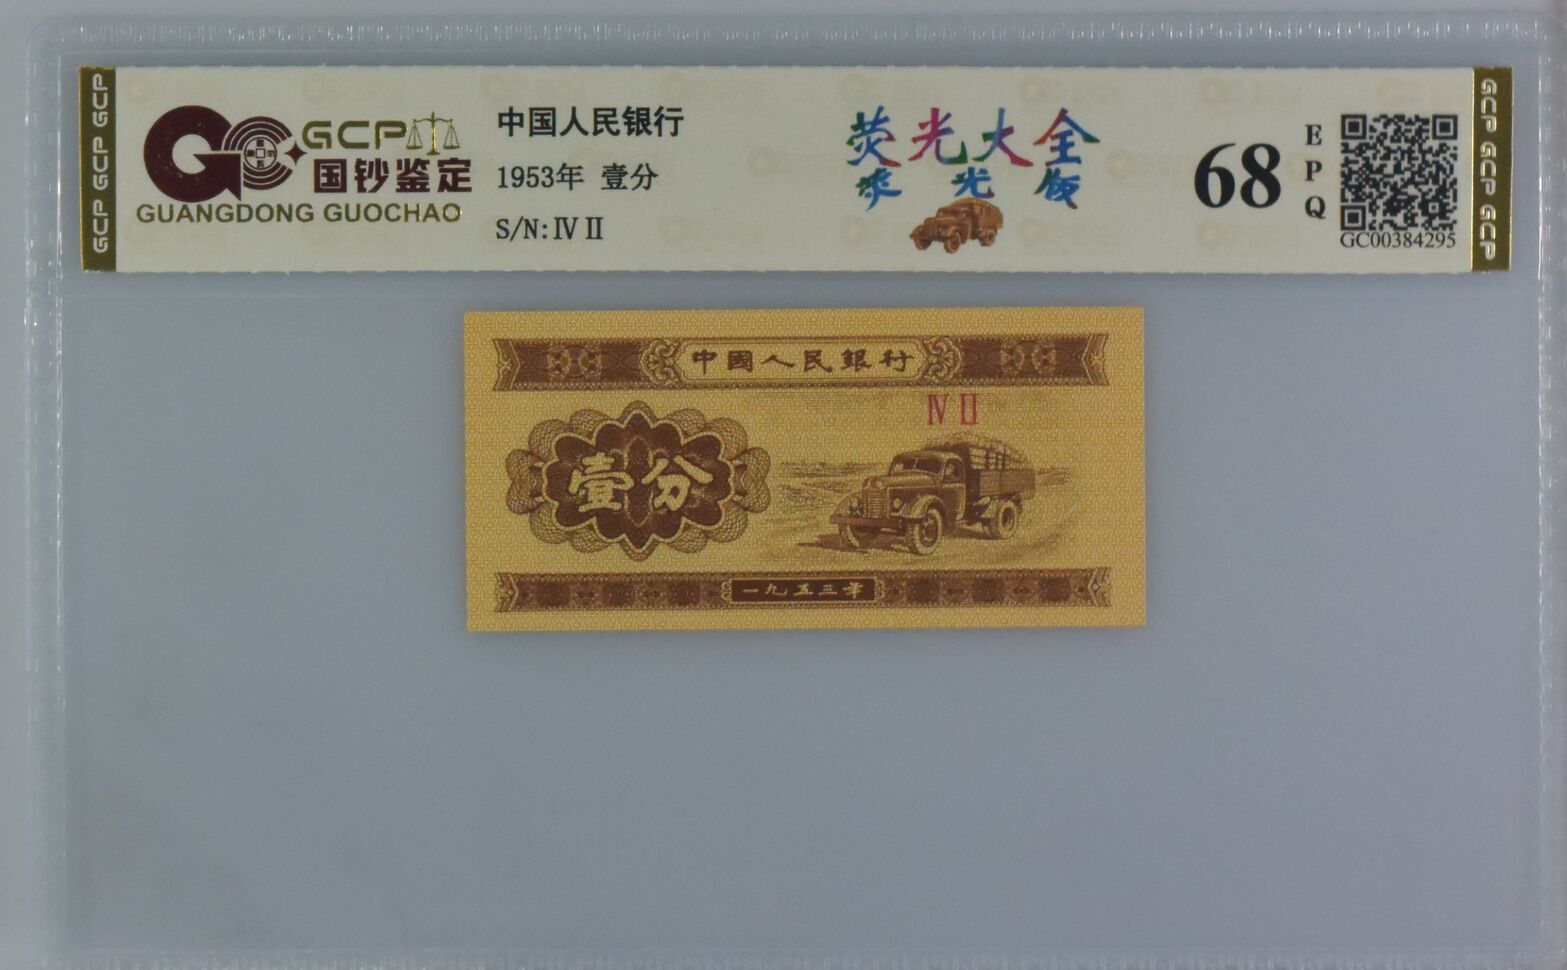 GCP GCP GCP
GCP
国钞鉴定
GUANGDONG GUOCHAO
中国人民银行
1953年 壹分
S/N: Ⅳ Ⅱ
荧光大全
荧光版
68
E
P
Q
GC00384295
GCP GCP GCP
中國人民銀行
Ⅳ Ⅱ
壹分
一九五三年